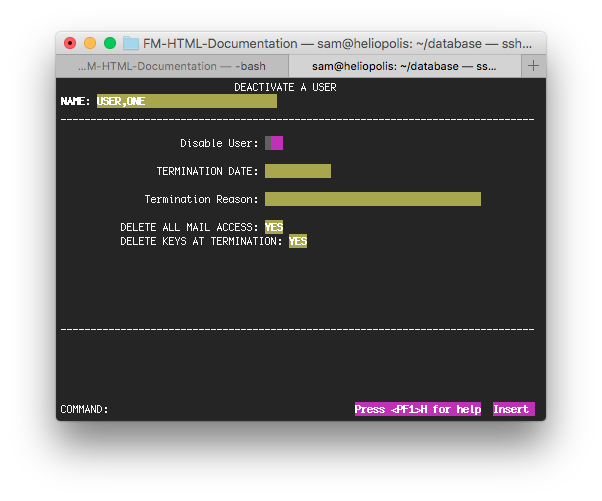 FM-HTML-Documentation — sam@heliopolis: ~/database — ssh...
...M-HTML-Documentation — -bash
sam@heliopolis: ~/database — ss...
+
DEACTIVATE A USER
NAME: USER,ONE
Disable User:
TERMINATION DATE:
Termination Reason:
DELETE ALL MAIL ACCESS: YES
DELETE KEYS AT TERMINATION: YES
COMMAND: Press <PF1>H for help Insert